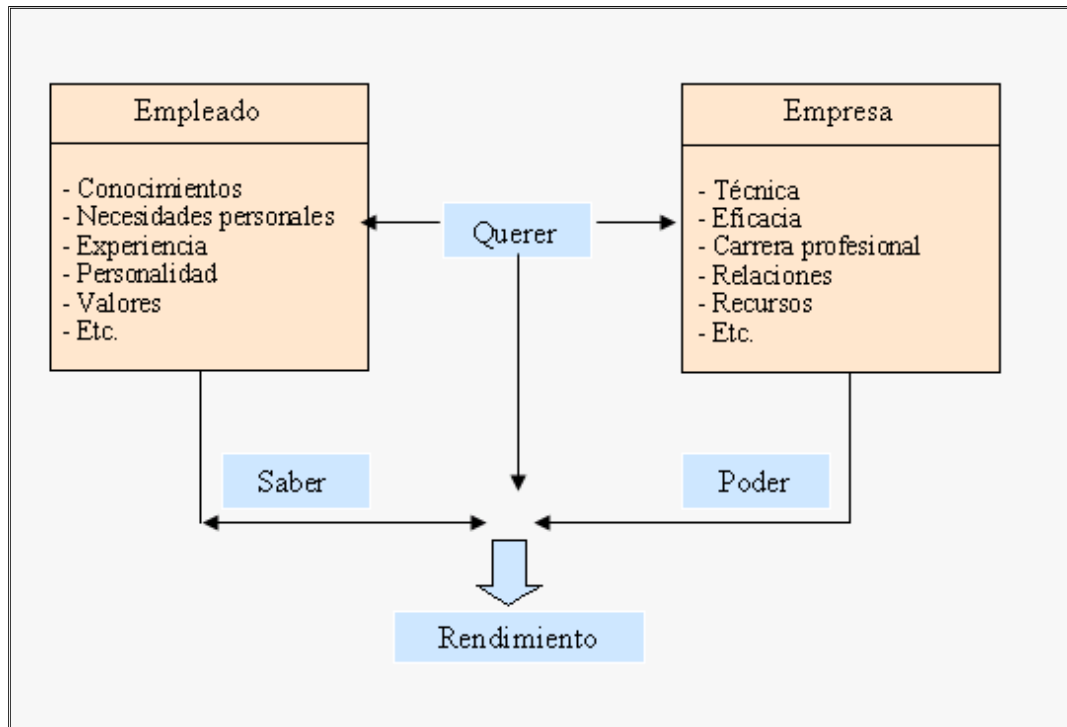 Empleado
- Conocimientos
- Necesidades personales
- Experiencia
- Personalidad
- Valores
- Etc.
Querer
Empresa
- Técnica
- Eficacia
- Carrera profesional
- Relaciones
- Recursos
- Etc.
Saber
Poder
Rendimiento